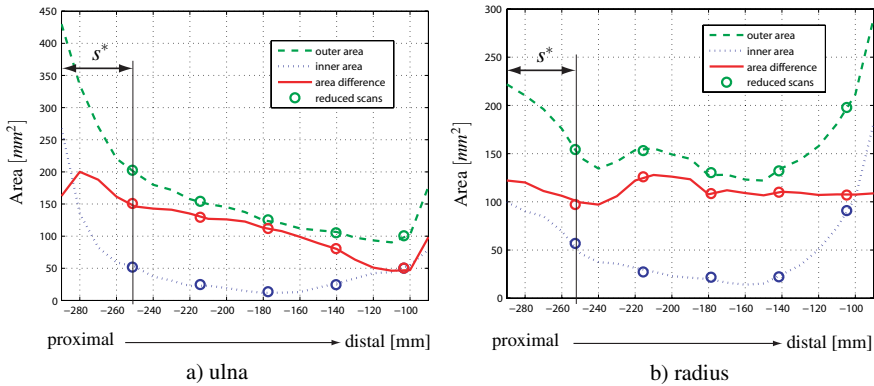 450
400
350
300
250
200
150
100
50
0
Area [mm²]
s*
outer area
inner area
area difference
reduced scans
−280 −260 −240 −220 −200 −180 −160 −140 −120 −100
proximal distal [mm]
a) ulna
300
250
200
150
100
50
0
Area [mm²]
s*
outer area
inner area
area difference
reduced scans
−280 −260 −240 −220 −200 −180 −160 −140 −120 −100
proximal distal [mm]
b) radius